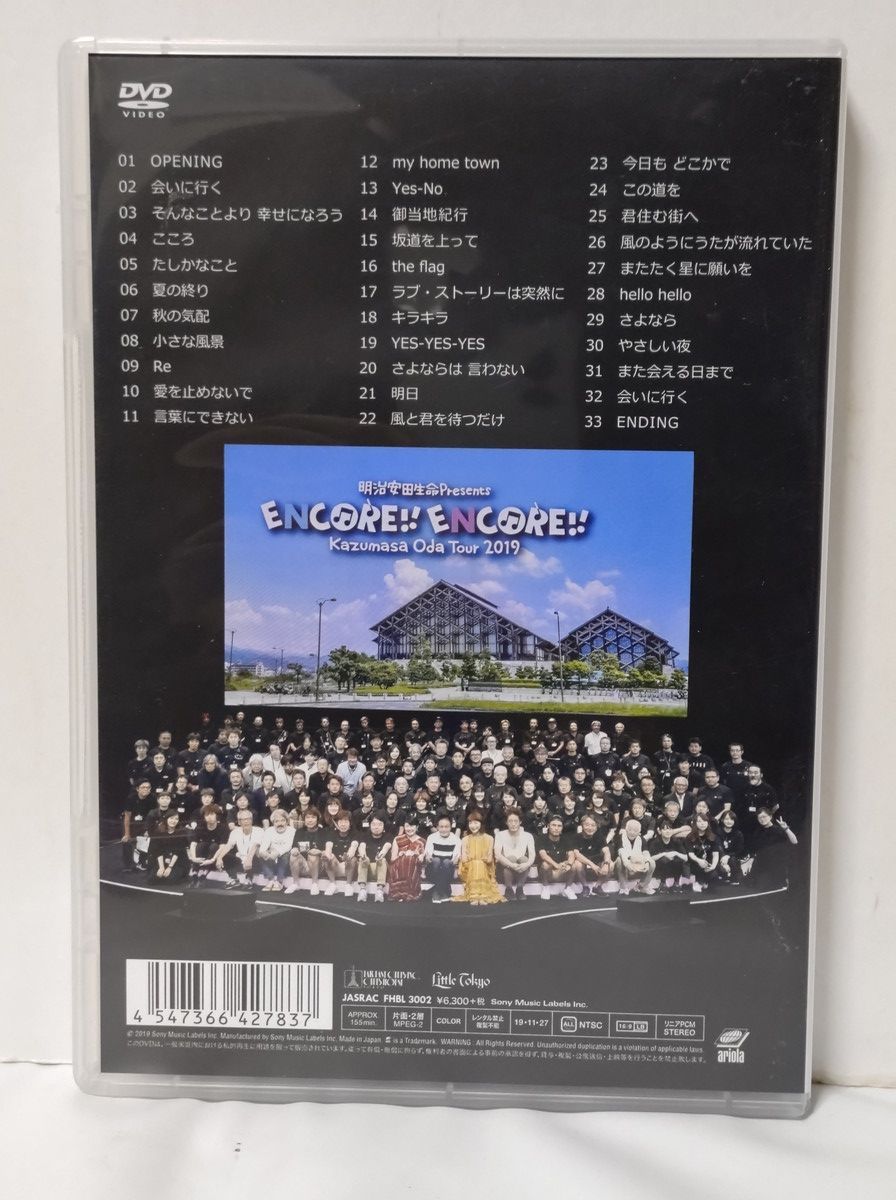 DVD
VIDEO
01 OPENING
02 会いに行く
03 そんなことより 幸せになろう
04 こころ
05 たしかなこと
06 夏の終り
07 秋の気配
08 小さな風景
09 Re
10 愛を止めないで
11 言葉にできない
12 my home town
13 Yes-No
14 御当地紀行
15 坂道を上って
16 the flag
17 ラブ・ストーリーは突然に
18 キラキラ
19 YES-YES-YES
20 さよならは 言わない
21 明日
22 風と君を待つだけ
23 今日も どこかで
24 この道を
25 君住む街へ
26 風のようにうたが流れていた
27 またたく星に願いを
28 hello hello
29 さよなら
30 やさしい夜
31 また会える日まで
32 会いに行く
33 ENDING
明治安田生命Presents
ENCORE!! ENCORE!!
Kazumasa Oda Tour 2019
4 547366 427837
Little Tokyo
JASRAC FHBL 3002 ¥6,300+税 Sony Music Labels Inc.
APPROX 155min. 片面・2層 MPEG-2 COLOR レンタル禁止 複製不能 19・11・27 ALL NTSC 16:9 LB リニアPCM STEREO
© 2019 Sony Music Labels Inc. Manufactured by Sony Music Labels Inc. Made in Japan is a Trademark. WARNING : All Rights Reserved. Unauthorized duplication is a violation of applicable laws.
ariola